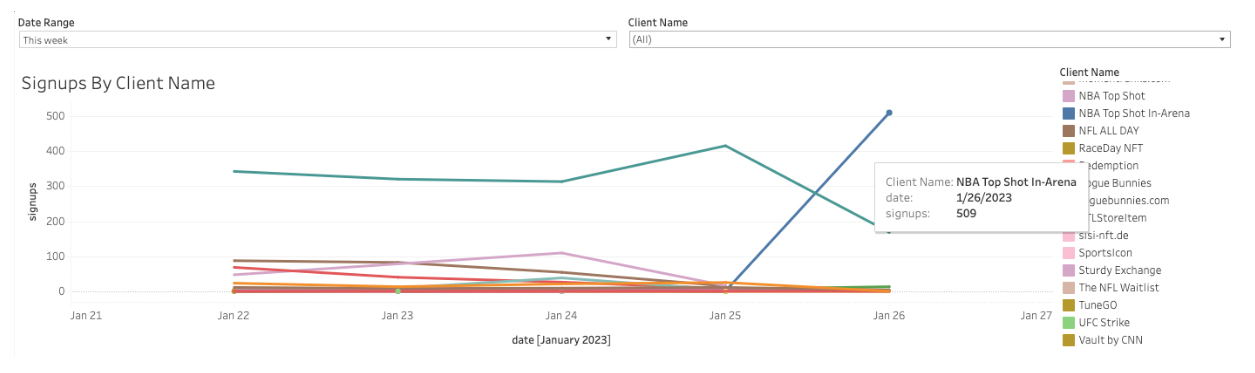 Date Range
Client Name
This week
(All)
Signups By Client Name
Client Name
NBA Top Shot
NBA Top Shot In-Arena
NFL ALL DAY
RaceDay NFT
Rogue Bunnies
NFLStoreItem
sisi-nft.de
SportsIcon
Sturdy Exchange
The NFL Waitlist
TuneGO
UFC Strike
Vault by CNN
500
400
300
200
100
0
signups
Client Name: NBA Top Shot In-Arena
date: 1/26/2023
signups: 509
Jan 21
Jan 22
Jan 23
Jan 24
Jan 25
Jan 26
Jan 27
date [January 2023]